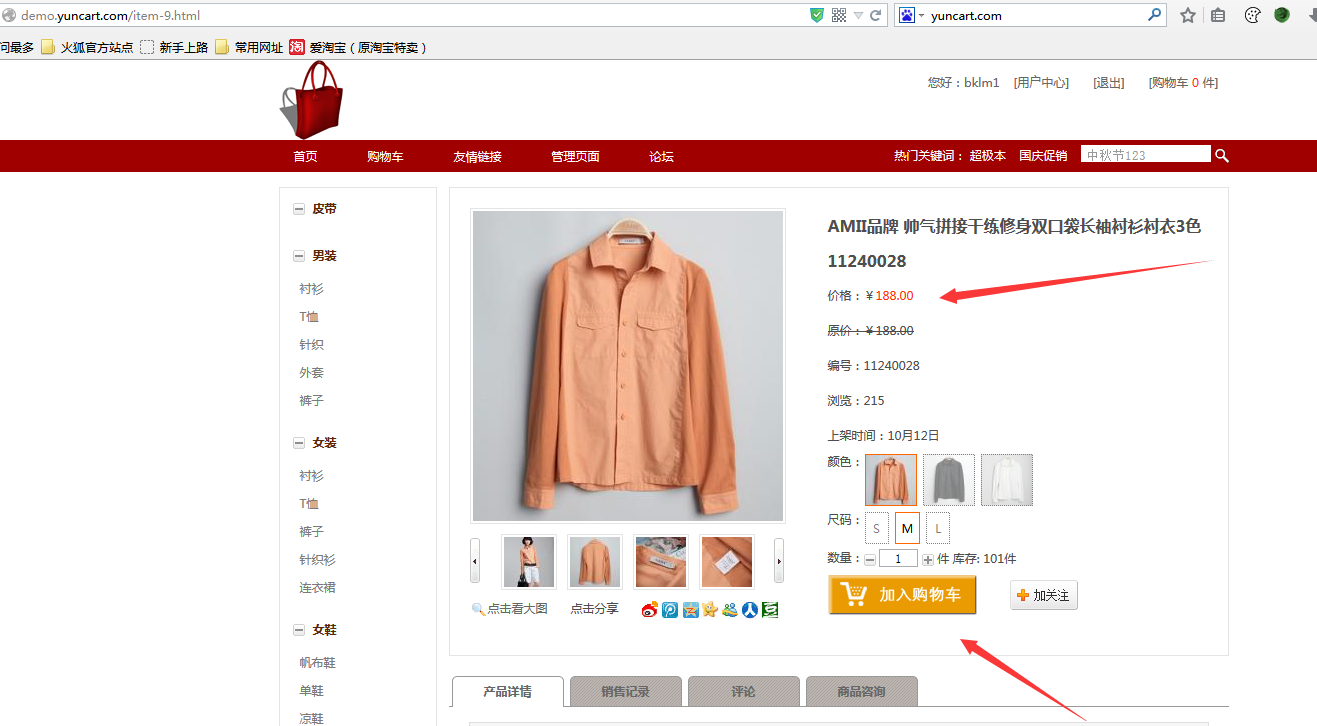 demo.yuncart.com/item-9.html
yuncart.com
问最多 火狐官方站点 新手上路 常用网址 淘 爱淘宝（原淘宝特卖）
您好：bklm1 [用户中心] [退出] [购物车 0 件]
首页 购物车 友情链接 管理页面 论坛 热门关键词： 超极本 国庆促销 中秋节123
皮带
男装
衬衫
T恤
针织
外套
裤子
女装
衬衫
T恤
裤子
针织衫
连衣裙
女鞋
帆布鞋
单鞋
凉鞋
AMII品牌 帅气拼接干练修身双口袋长袖衬衫衬衣3色
11240028
价格：￥188.00
原价：￥188.00
编号：11240028
浏览：215
上架时间：10月12日
颜色：
尺码： S M L
数量： 1 件 库存: 101件
加入购物车 加关注
点击看大图 点击分享
产品详情 销售记录 评论 商品咨询